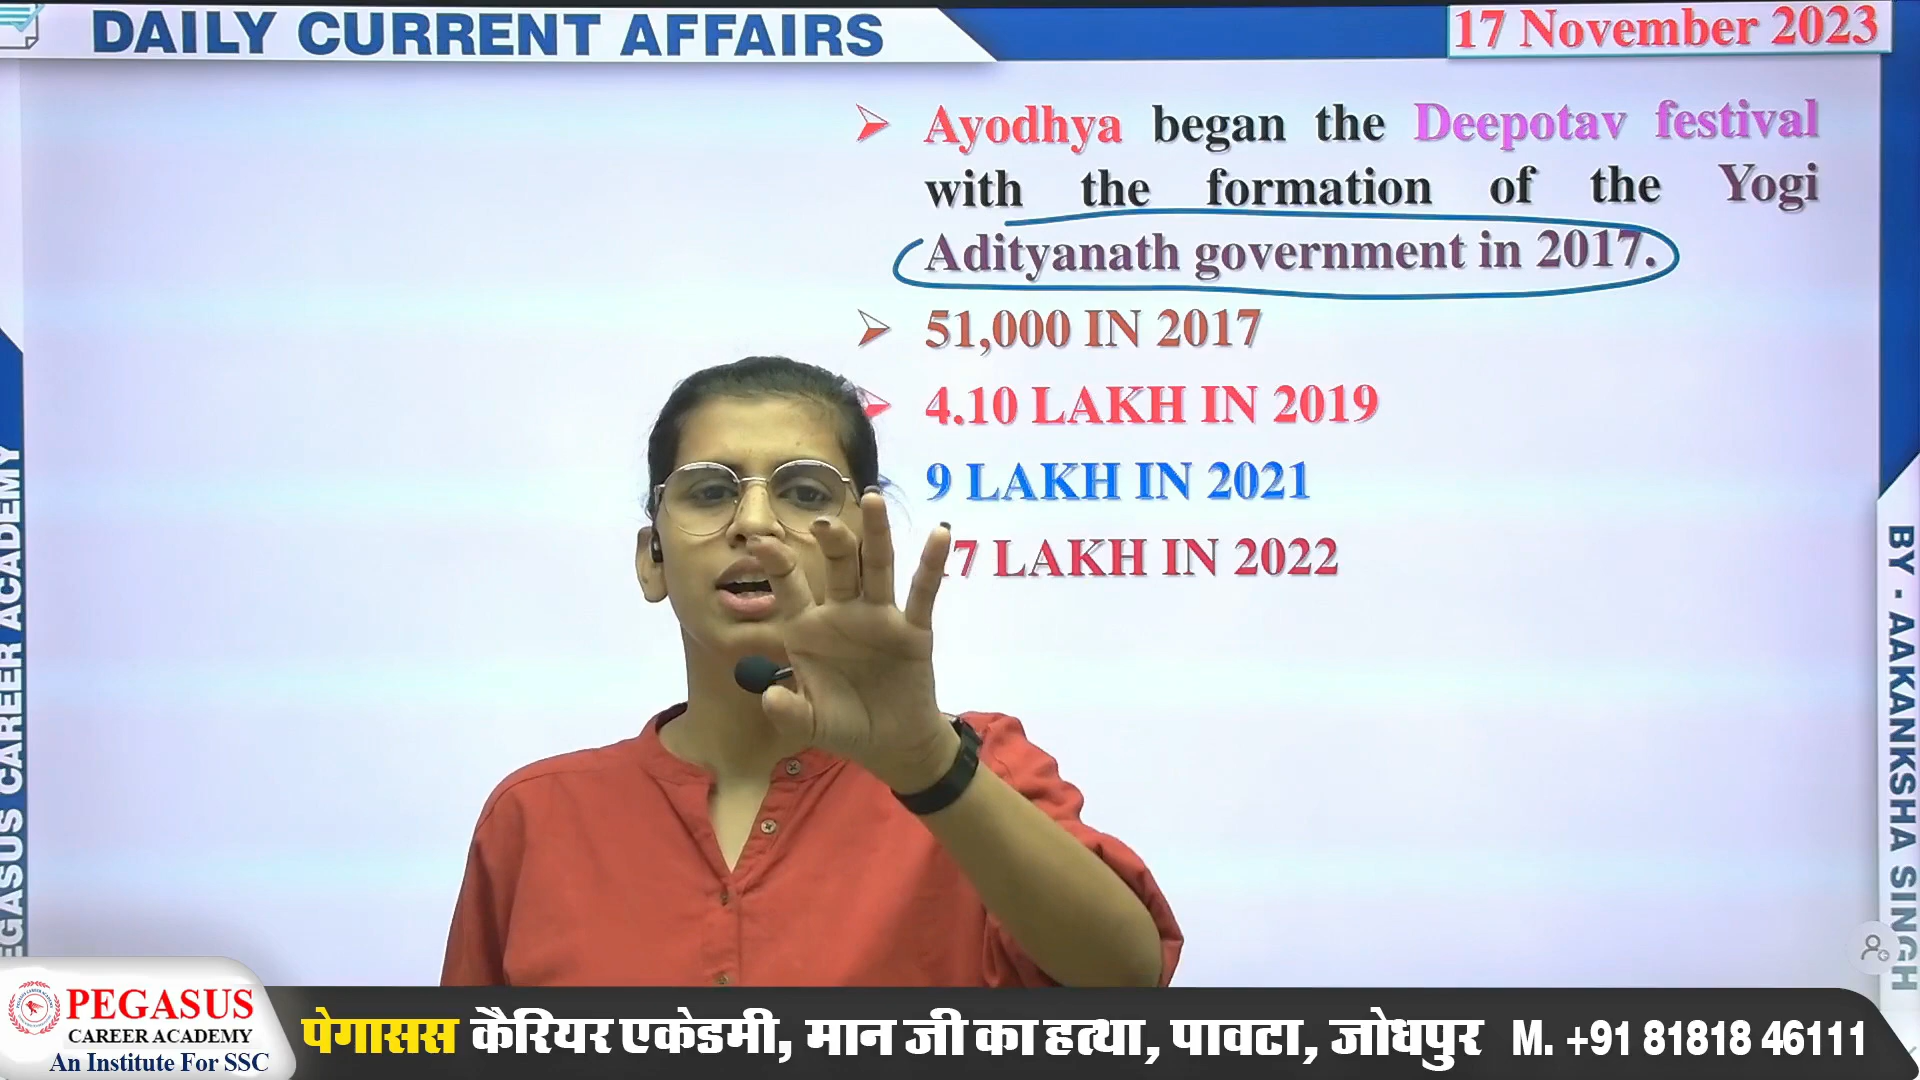 DAILY CURRENT AFFAIRS
17 November 2023
Ayodhya began the Deepotav festival
with the formation of the Yogi
Adityanath government in 2017.
51,000 IN 2017
4.10 LAKH IN 2019
9 LAKH IN 2021
7 LAKH IN 2022
EGASUS CAREER ACADEMY
BY - AAKANKSHA SINGH
PEGASUS
CAREER ACADEMY
An Institute For SSC
पेगासस कैरियर एकेडमी, मान जी का हत्था, पावटा, जोधपुर M. +91 81818 46111